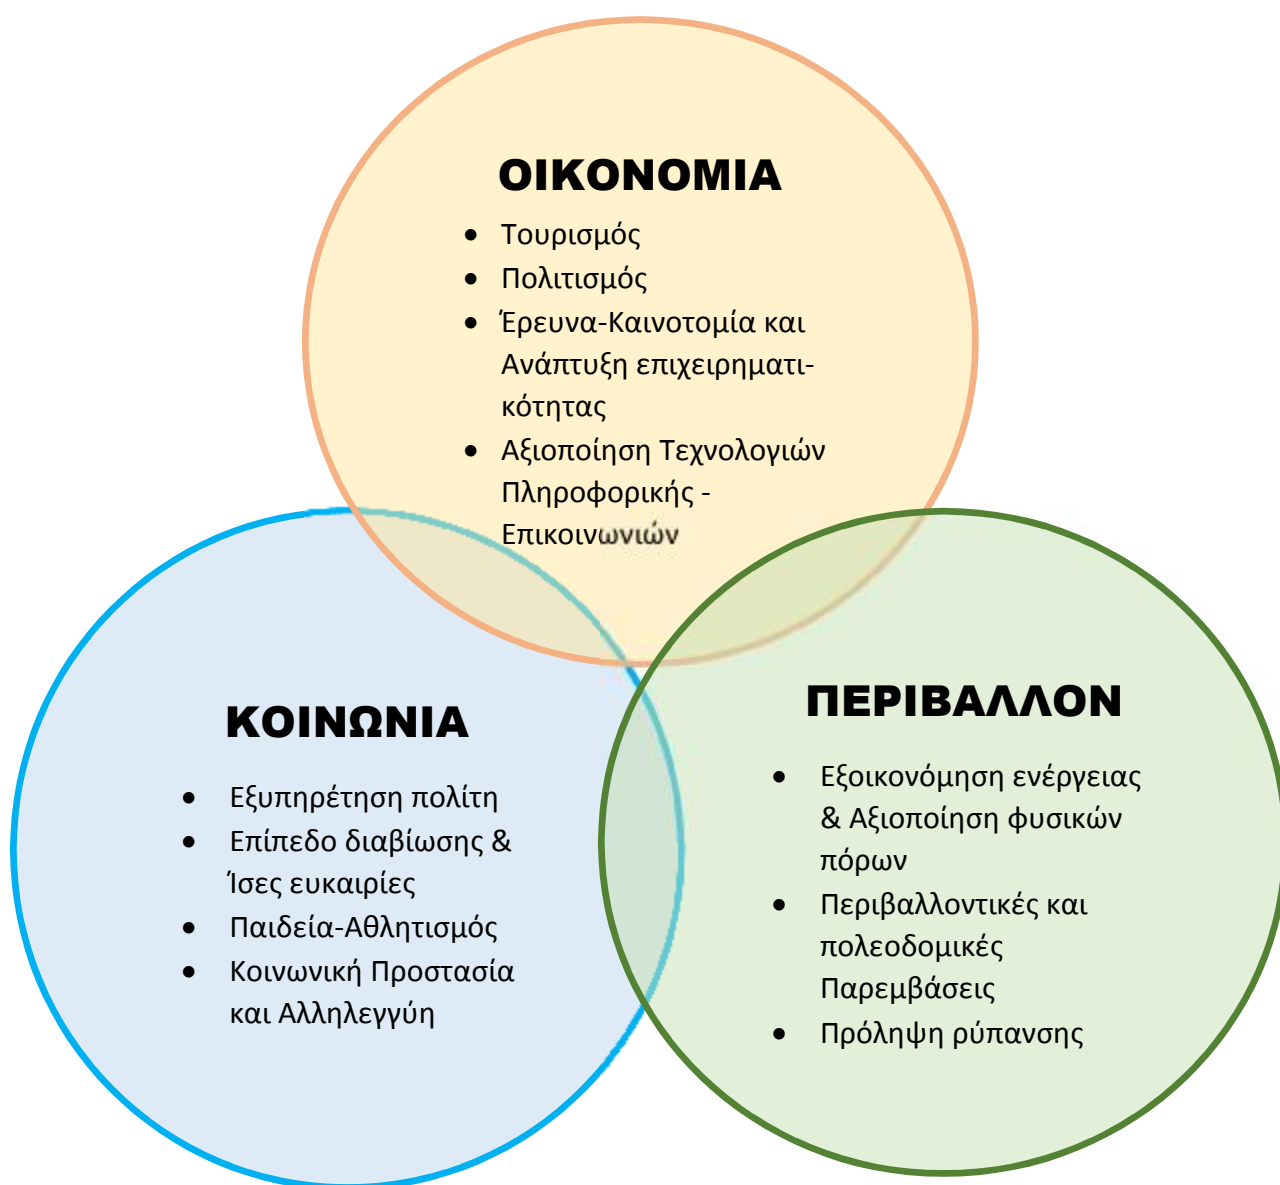 ΟΙΚΟΝΟΜΙΑ
• Τουρισμός
• Πολιτισμός
• Έρευνα-Καινοτομία και
Ανάπτυξη επιχειρηματι-
κότητας
• Αξιοποίηση Τεχνολογιών
Πληροφορικής -
Επικοινωνιών
ΚΟΙΝΩΝΙΑ
• Εξυπηρέτηση πολίτη
• Επίπεδο διαβίωσης &
Ίσες ευκαιρίες
• Παιδεία-Αθλητισμός
• Κοινωνική Προστασία
και Αλληλεγγύη
ΠΕΡΙΒΑΛΛΟΝ
• Εξοικονόμηση ενέργειας
& Αξιοποίηση φυσικών
πόρων
• Περιβαλλοντικές και
πολεοδομικές
Παρεμβάσεις
• Πρόληψη ρύπανσης